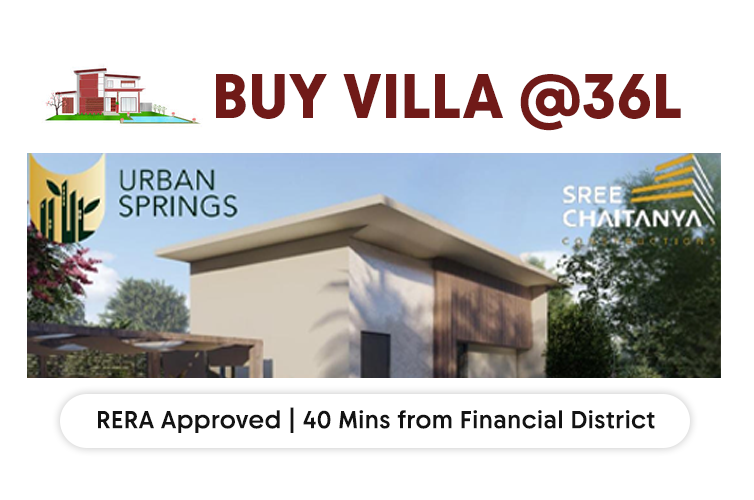 BUY VILLA @36L
URBAN
SPRINGS
SREE
CHAITANYA
CONSTRUCTIONS
RERA Approved | 40 Mins from Financial District